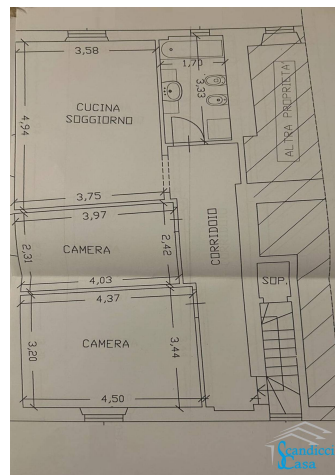 3,58
1,70
CUCINA
SOGGIORNO
4,94
3,33
ALTRA PROPRIETA'
3,75
3,97
2,31
CAMERA
2,42
CORRIDOIO
4,03
4,37
SOP.
3,20
CAMERA
3,44
4,50
Scandicci
Casa